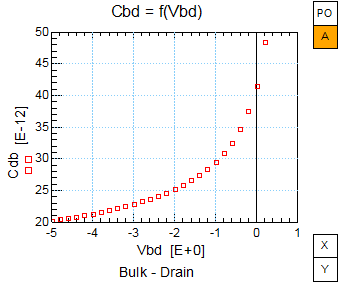 Cbd = f(Vbd)
PO
A
50
45
40
35
30
25
20
Cdb [E-12]
-5
-4
-3
-2
-1
0
1
Vbd [E+0]
Bulk - Drain
X
Y